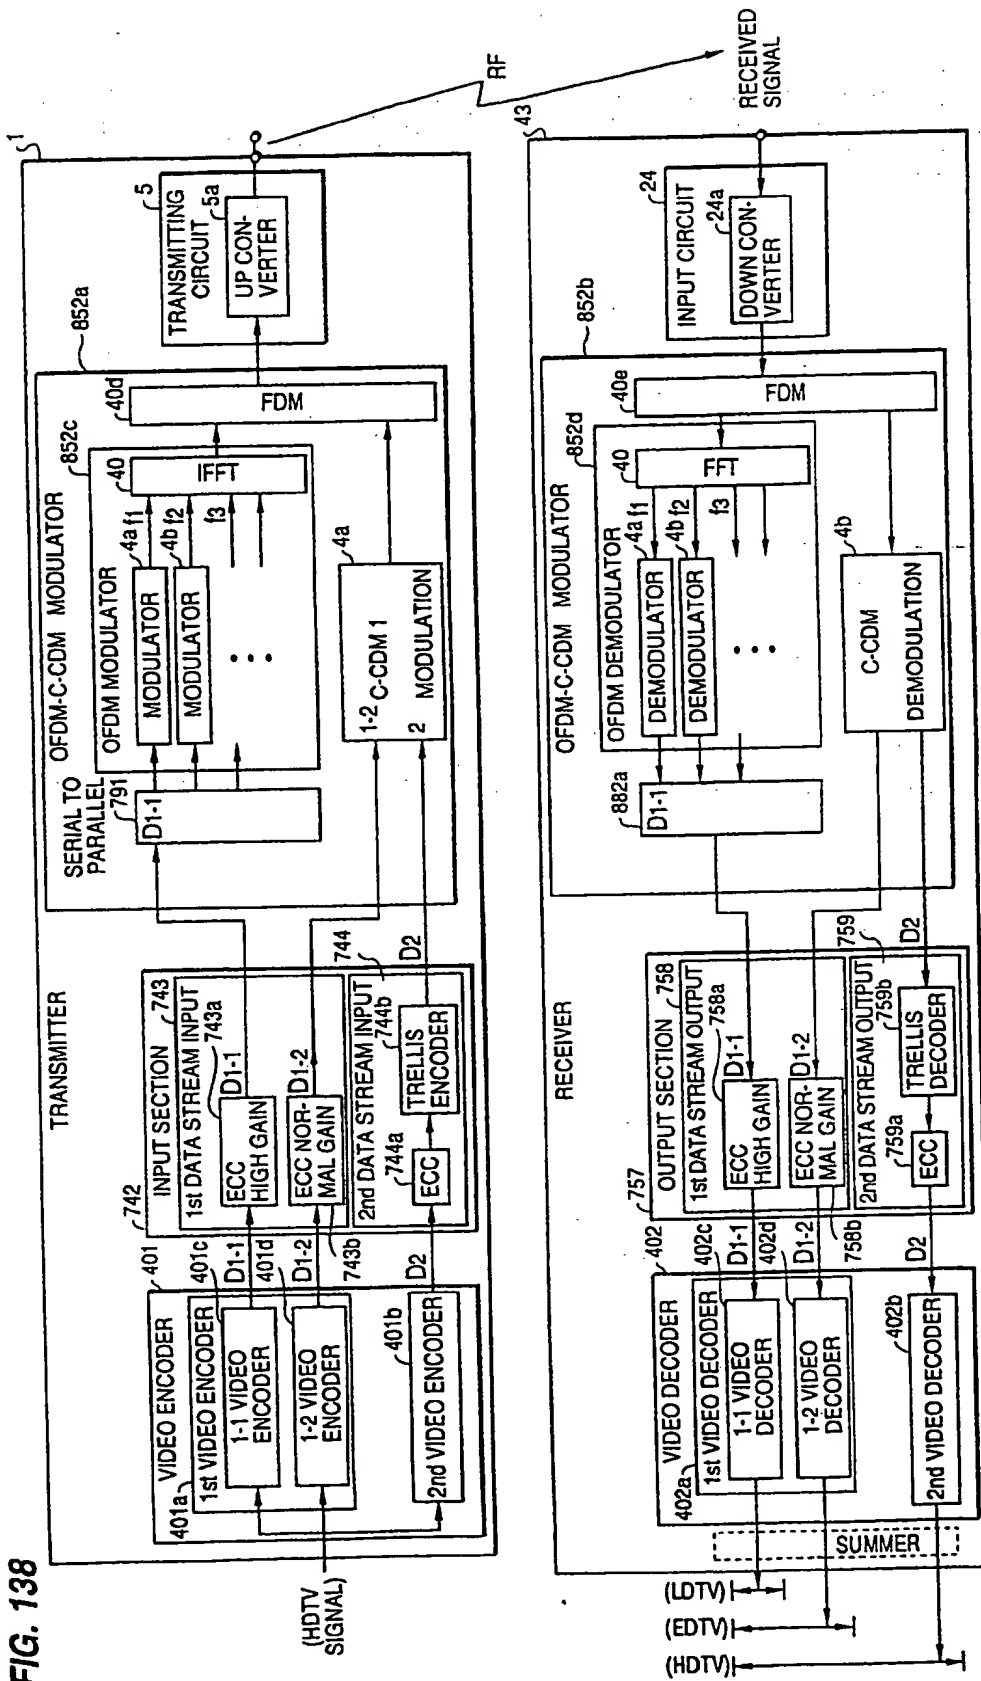 FIG. 138
TRANSMITTER
1
(HDTV
SIGNAL)
VIDEO ENCODER
401
401a
1st VIDEO ENCODER
401c
1-1 VIDEO
ENCODER
D1-1
401d
1-2 VIDEO
ENCODER
D1-2
401b
2nd VIDEO ENCODER
D2
742
INPUT SECTION
743
1st DATA STREAM INPUT
743a
ECC
HIGH GAIN
D1-1
ECC NOR-
MAL GAIN
D1-2
743b
744
2nd DATA STREAM INPUT
744a
ECC
744b
TRELLIS
ENCODER
D2
852a
OFDM-C-CDM MODULATOR
SERIAL TO
PARALLEL
791
D1-1
852c
OFDM MODULATOR
4a
MODULATOR
f1
4b
MODULATOR
f2
f3
40
IFFT
40d
FDM
4a
1-2
C-CDM 1
2
MODULATION
5
TRANSMITTING
CIRCUIT
5a
UP CON-
VERTER
RF
RECEIVED
SIGNAL
RECEIVER
43
24
INPUT CIRCUIT
24a
DOWN CON-
VERTER
852b
OFDM-C-CDM MODULATOR
40e
FDM
852d
OFDM DEMODULATOR
40
FFT
4a
f1
DEMODULATOR
4b
f2
DEMODULATOR
f3
882a
D1-1
4b
C-CDM
DEMODULATION
757
OUTPUT SECTION
758
1st DATA STREAM OUTPUT
758a
D1-1
ECC
HIGH GAIN
D1-2
ECC NOR-
MAL GAIN
758b
759
2nd DATA STREAM OUTPUT
D2
759b
TRELLIS
DECODER
759a
ECC
402
VIDEO DECODER
402a
1st VIDEO DECODER
402c
D1-1
1-1 VIDEO
DECODER
402d
D1-2
1-2 VIDEO
DECODER
D2
402b
2nd VIDEO DECODER
SUMMER
(LDTV)
(EDTV)
(HDTV)